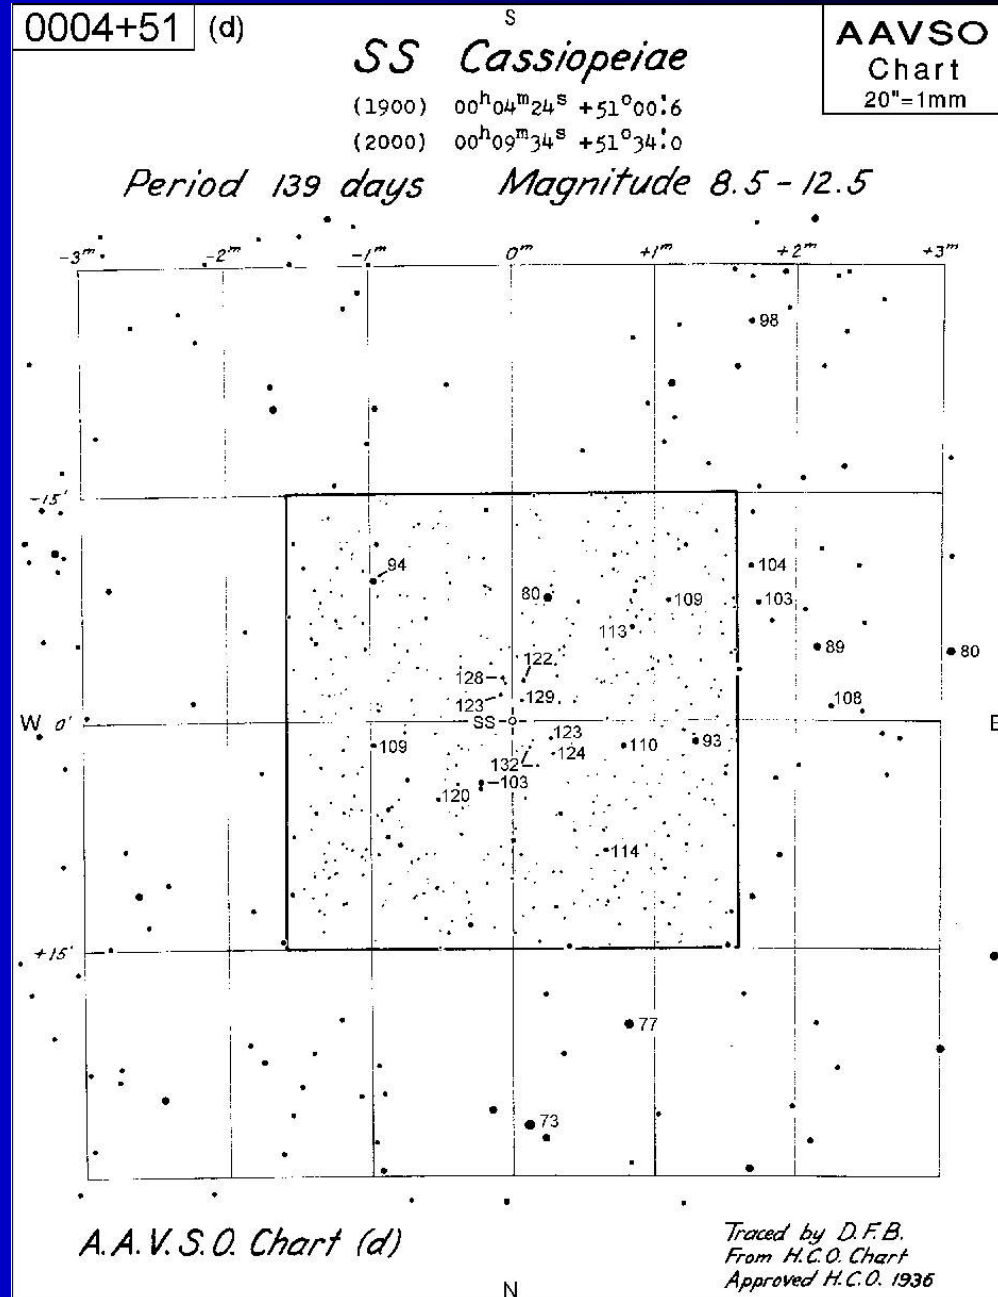 0004+51 (d)
S
AAVSO
Chart
20"=1mm
SS Cassiopeiae
(1900) 00ʰ04ᵐ24ˢ +51°00:6
(2000) 00ʰ09ᵐ34ˢ +51°34:0
Period 139 days Magnitude 8.5 - 12.5
-3ᵐ -2ᵐ -1ᵐ 0ᵐ +1ᵐ +2ᵐ +3ᵐ
98
-15'
94
104
80
109
103
113
89
80
122
128
129
123
108
W 0'
SS
E
123
93
109
110
124
132
103
120
114
+15'
77
73
A.A.V.S.O. Chart (d)
Traced by D.F.B.
From H.C.O. Chart
Approved H.C.O. 1936
N